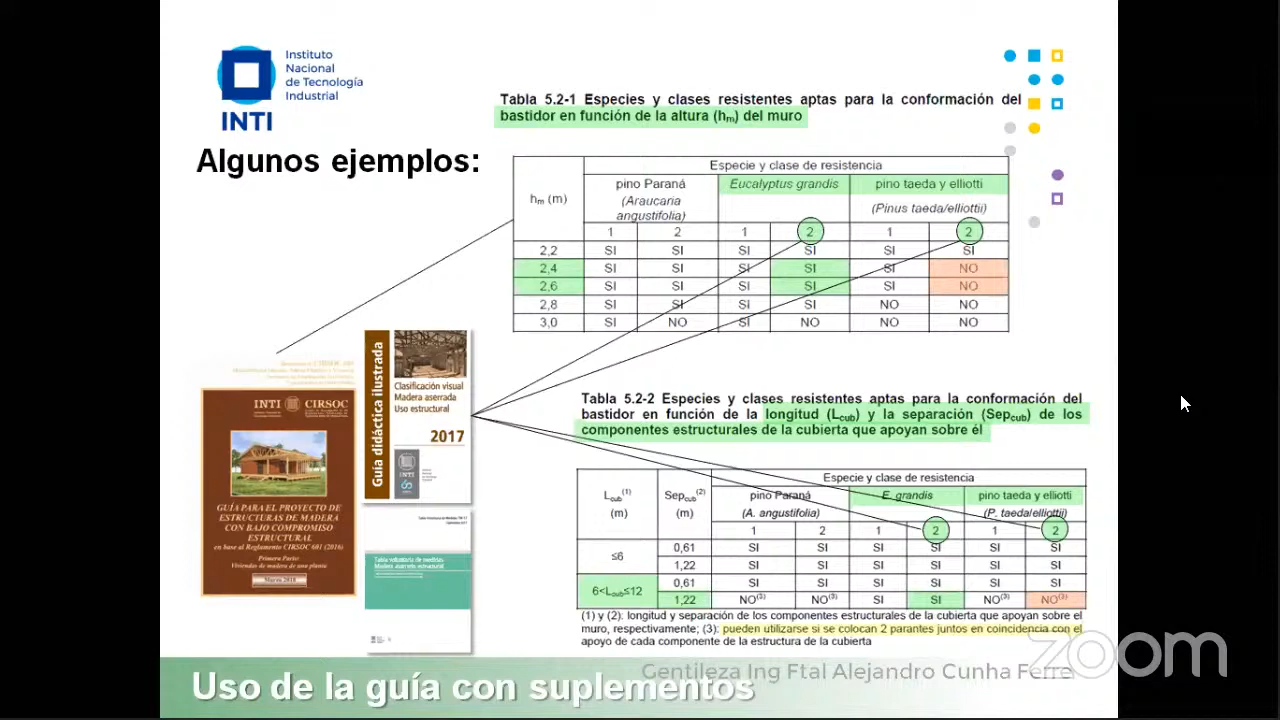 Instituto
Nacional
de Tecnología
Industrial
INTI
Algunos ejemplos:
Tabla 5.2-1 Especies y clases resistentes aptas para la conformación del
bastidor en función de la altura (hm) del muro
hm (m) Especie y clase de resistencia
pino Paraná Eucalyptus grandis pino taeda y elliotti
(Araucaria angustifolia) (Pinus taeda/elliottii)
1 2 1 2 1 2
2,2 SI SI SI SI SI SI
2,4 SI SI SI SI SI NO
2,6 SI SI SI SI SI NO
2,8 SI SI SI SI NO NO
3,0 SI NO SI NO NO NO
INTI CIRSOC
GUÍA PARA EL PROYECTO DE
ESTRUCTURAS DE MADERA
CON BAJO COMPROMISO
ESTRUCTURAL
en base al Reglamento CIRSOC 601 (2016)
Primera Parte:
Viviendas de madera de una planta
Marzo 2018
Guía didáctica ilustrada
Clasificación visual
Madera aserrada
Uso estructural
2017
INTI
Tabla voluntaria de medidas
Madera aserrada estructural
Tabla 5.2-2 Especies y clases resistentes aptas para la conformación del
bastidor en función de la longitud (Lcub) y la separación (Sepcub) de los
componentes estructurales de la cubierta que apoyan sobre él
Lcub(1) (m) Sepcub(2) (m) Especie y clase de resistencia
pino Paraná E. grandis pino taeda y elliotti
(A. angustifolia) (P. taeda/elliottii)
1 2 1 2 1 2
≤6 0,61 SI SI SI SI SI SI
1,22 SI SI SI SI SI SI
6<Lcub≤12 0,61 SI SI SI SI SI SI
1,22 NO(3) NO(3) SI SI NO(3) NO(3)
(1) y (2): longitud y separación de los componentes estructurales de la cubierta que apoyan sobre el
muro, respectivamente; (3): pueden utilizarse si se colocan 2 parantes juntos en coincidencia con el
apoyo de cada componente de la estructura de la cubierta
Gentileza Ing Ftal Alejandro Cunha Ferre
zoom
Uso de la guía con suplementos